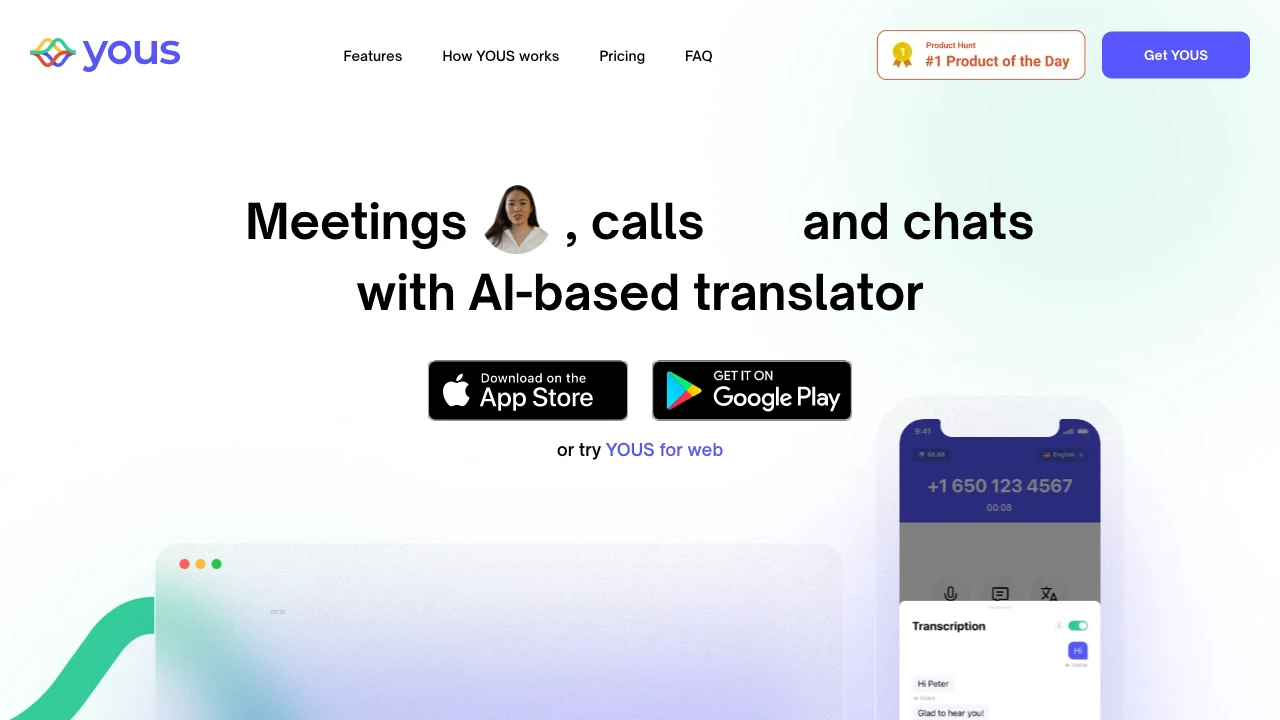 yous
Features
How YOUS works
Pricing
FAQ
1
Product Hunt
#1 Product of the Day
Get YOUS
Meetings , calls and chats
with AI-based translator
Download on the
App Store
GET IT ON
Google Play
or try YOUS for web
9:41
English
+1 650 123 4567
00:08
Transcription
Hi
Hi Peter
Glad to hear you!